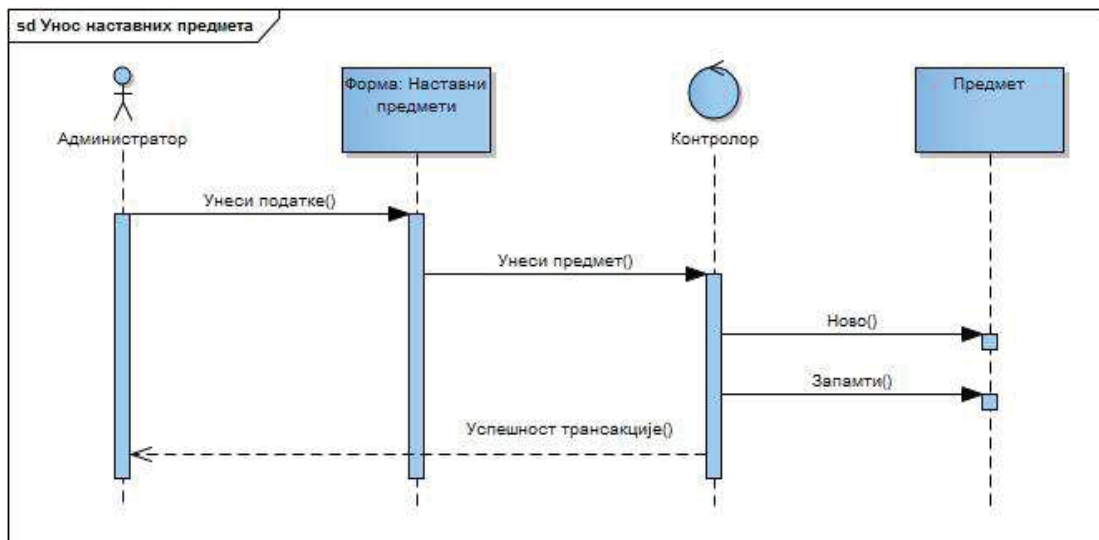 sd Унос наставних предмета
Форма: Наставни
предмети
Предмет
Администратор
Контролор
Унеси податке()
Унеси предмет()
Ново()
Запамти()
Успешност трансакције()